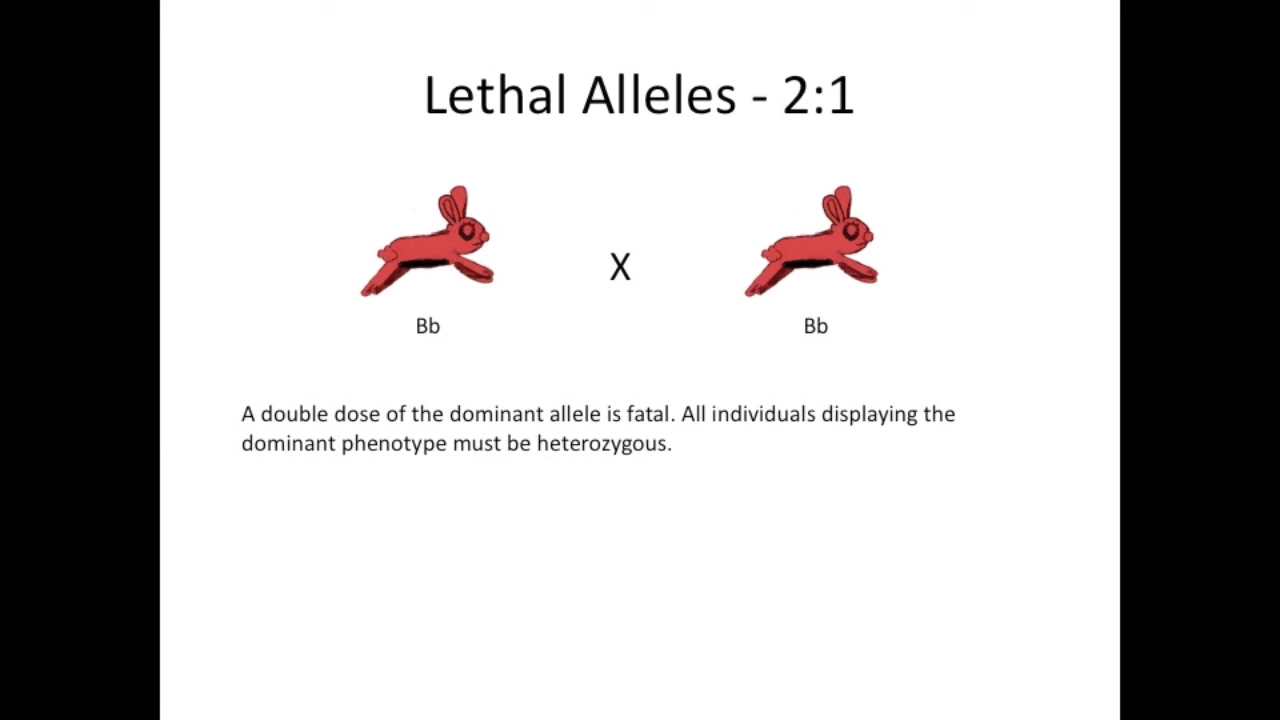 Lethal Alleles - 2:1
X
Bb
Bb
A double dose of the dominant allele is fatal. All individuals displaying the
dominant phenotype must be heterozygous.